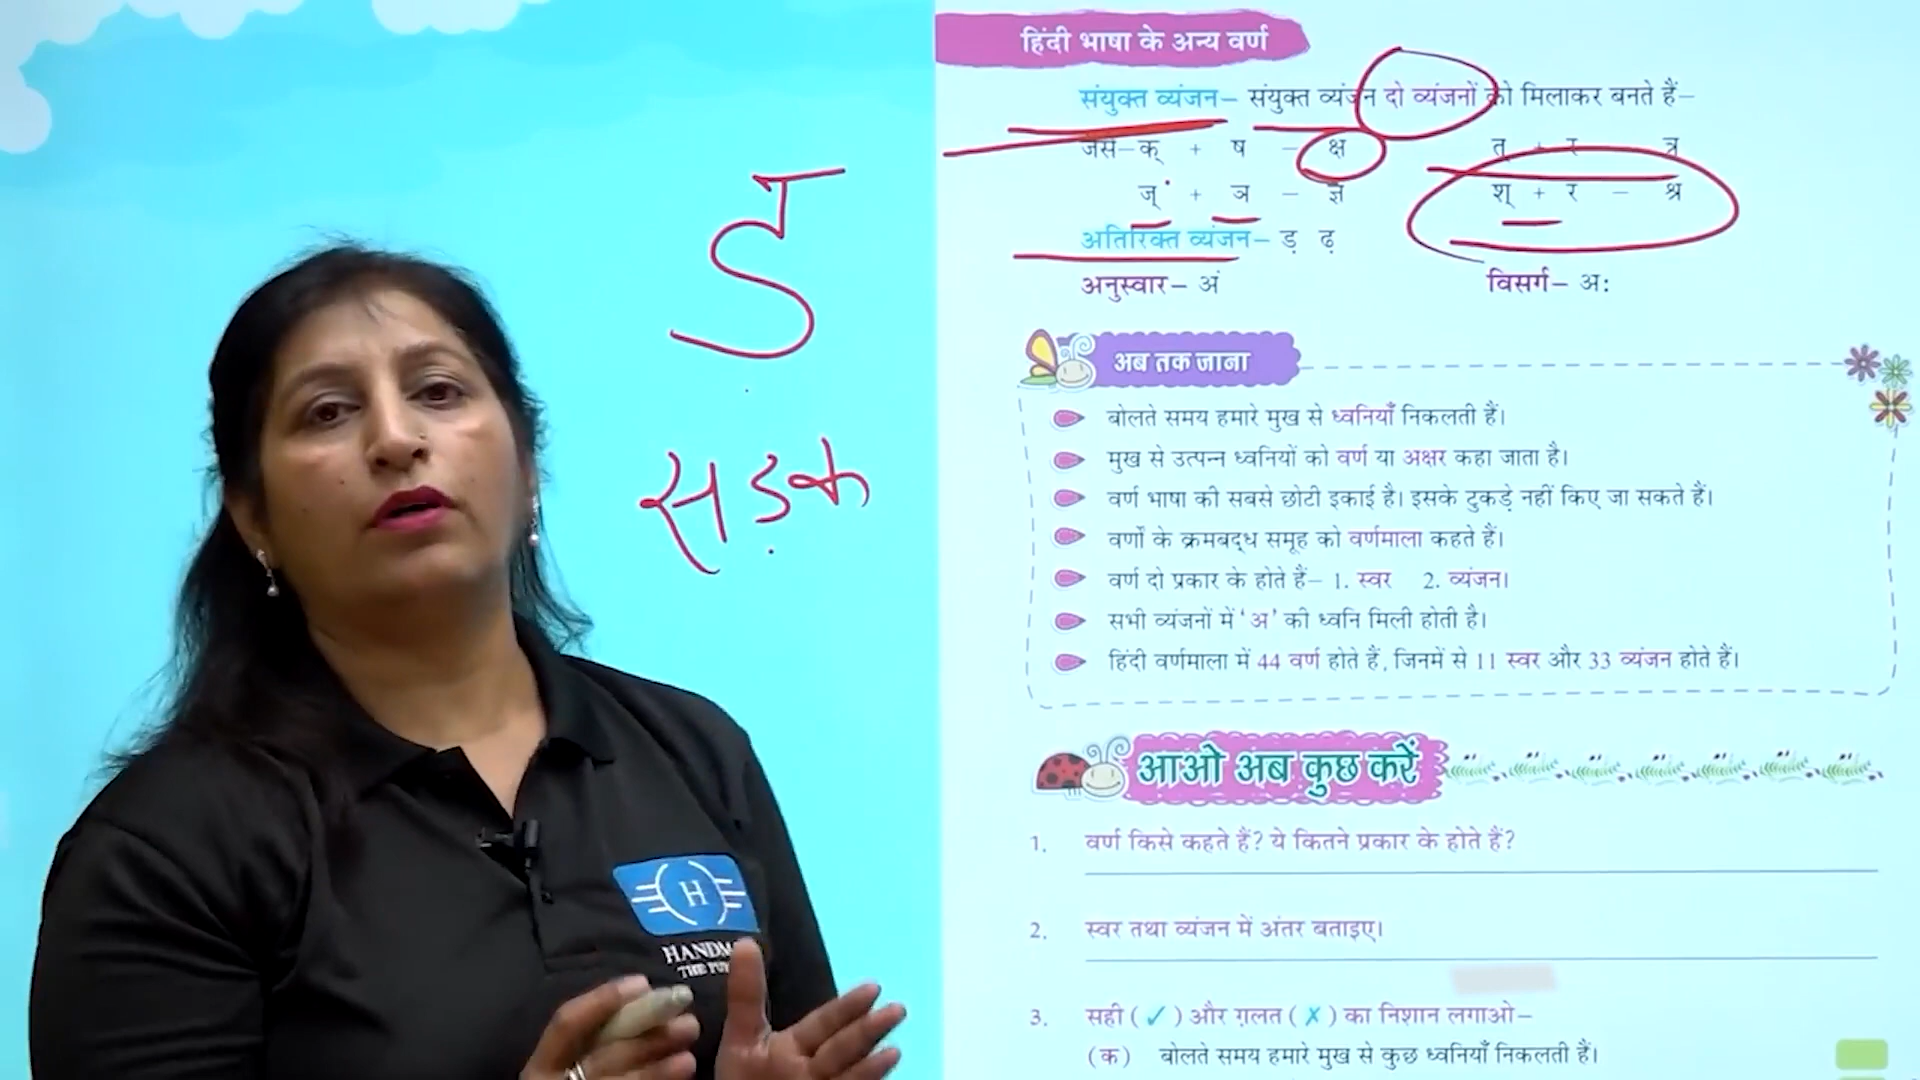 हिंदी भाषा के अन्य वर्ण
संयुक्त व्यंजन– संयुक्त व्यंजन दो व्यंजनों को मिलाकर बनते हैं–
जैसे–क् + ष – क्ष त् + र – त्र
ज् + ञ – ज्ञ श् + र – श्र
अतिरिक्त व्यंजन– ड़ ढ़
अनुस्वार– अं विसर्ग– अः
ड
सड़क
अब तक जाना
बोलते समय हमारे मुख से ध्वनियाँ निकलती हैं।
मुख से उत्पन्न ध्वनियों को वर्ण या अक्षर कहा जाता है।
वर्ण भाषा की सबसे छोटी इकाई है। इसके टुकड़े नहीं किए जा सकते हैं।
वर्णों के क्रमबद्ध समूह को वर्णमाला कहते हैं।
वर्ण दो प्रकार के होते हैं– 1. स्वर 2. व्यंजन।
सभी व्यंजनों में 'अ' की ध्वनि मिली होती है।
हिंदी वर्णमाला में 44 वर्ण होते हैं, जिनमें से 11 स्वर और 33 व्यंजन होते हैं।
आओ अब कुछ करें
1. वर्ण किसे कहते हैं? ये कितने प्रकार के होते हैं?
2. स्वर तथा व्यंजन में अंतर बताइए।
3. सही (✓) और ग़लत (✗) का निशान लगाओ–
(क) बोलते समय हमारे मुख से कुछ ध्वनियाँ निकलती हैं।
H
THE